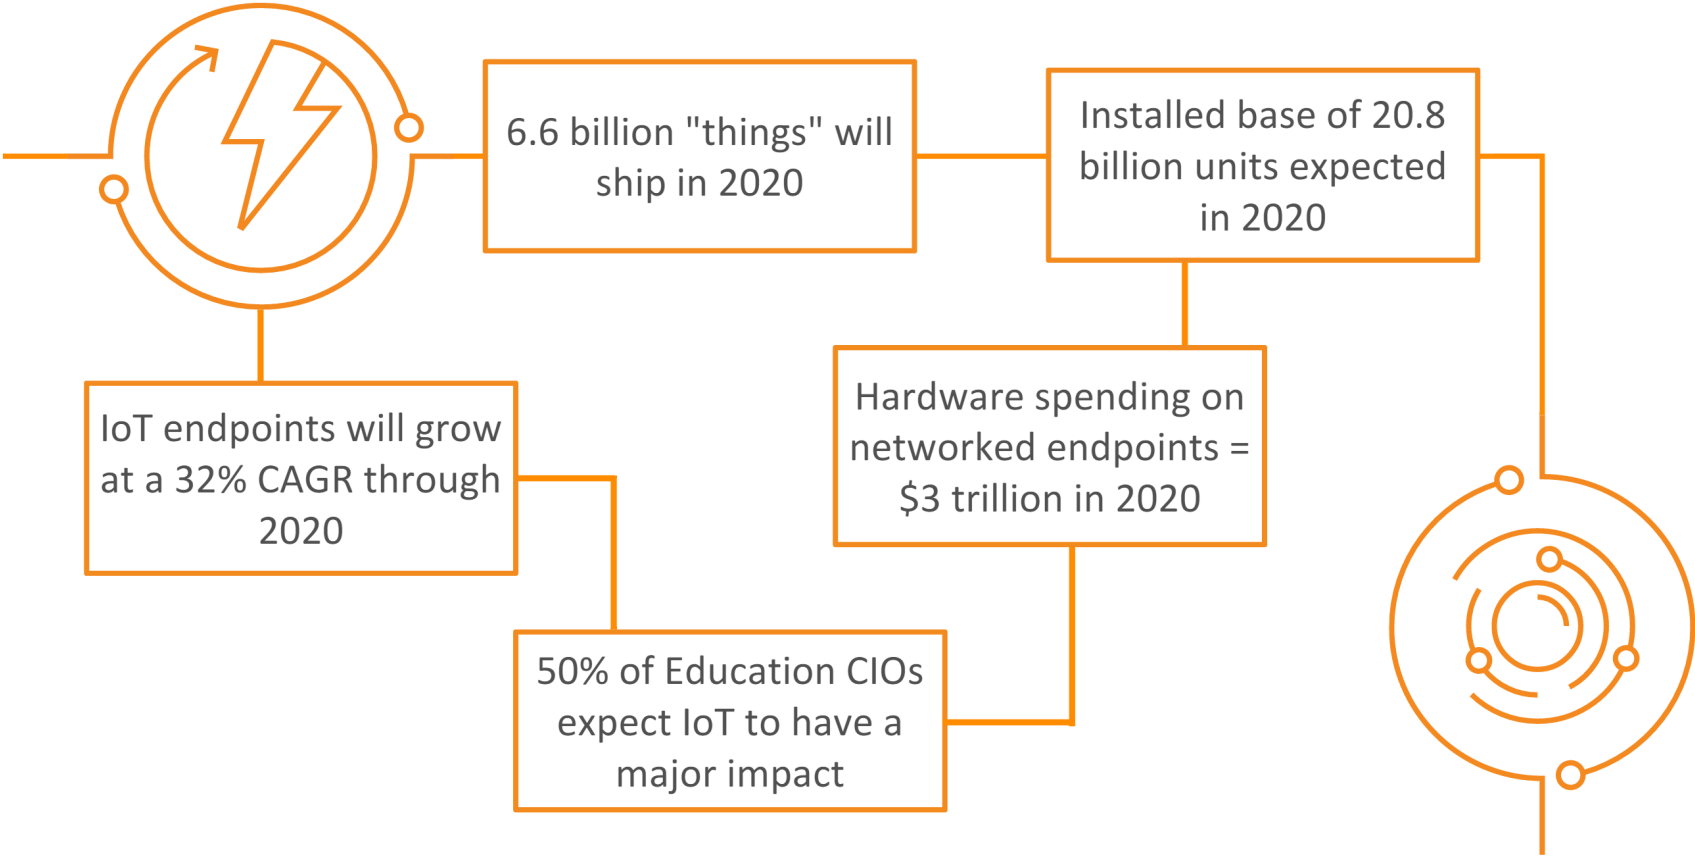 6.6 billion "things" will
ship in 2020
Installed base of 20.8
billion units expected
in 2020
Hardware spending on
networked endpoints =
$3 trillion in 2020
IoT endpoints will grow
at a 32% CAGR through
2020
50% of Education CIOs
expect IoT to have a
major impact